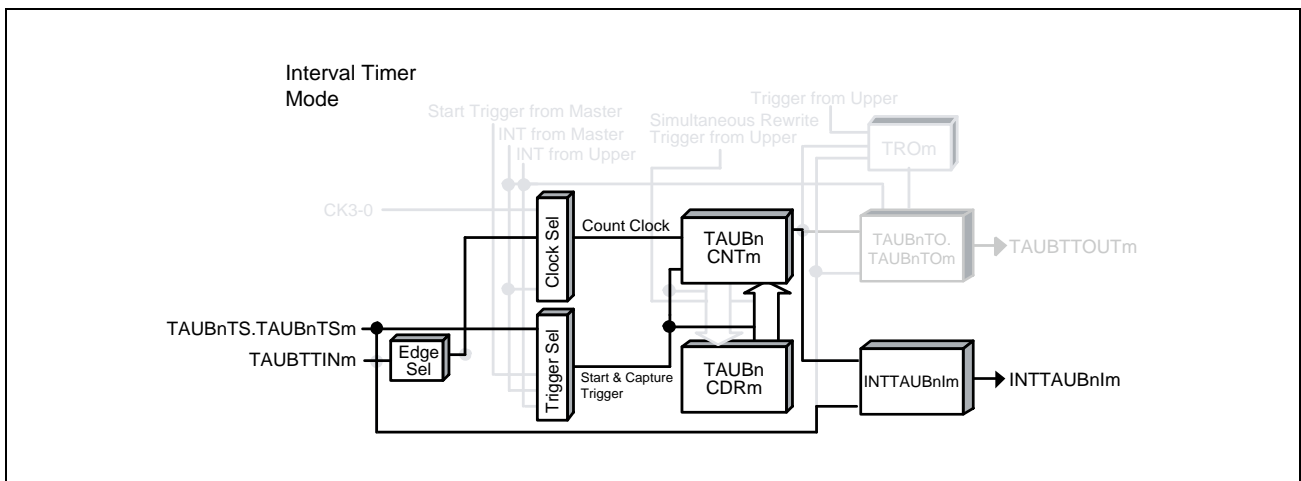 Interval Timer
Mode
Start Trigger from Master
INT from Master
INT from Upper
Simultaneous Rewrite
Trigger from Upper
Trigger from Upper
TROm
CK3-0
Clock Sel
Count Clock
TAUBn
CNTm
TAUBnTO.
TAUBnTOm
TAUBTTOUTm
TAUBnTS.TAUBnTSm
TAUBTTINm
Edge
Sel
Trigger Sel
Start & Capture
Trigger
TAUBn
CDRm
INTTAUBnIm
INTTAUBnIm